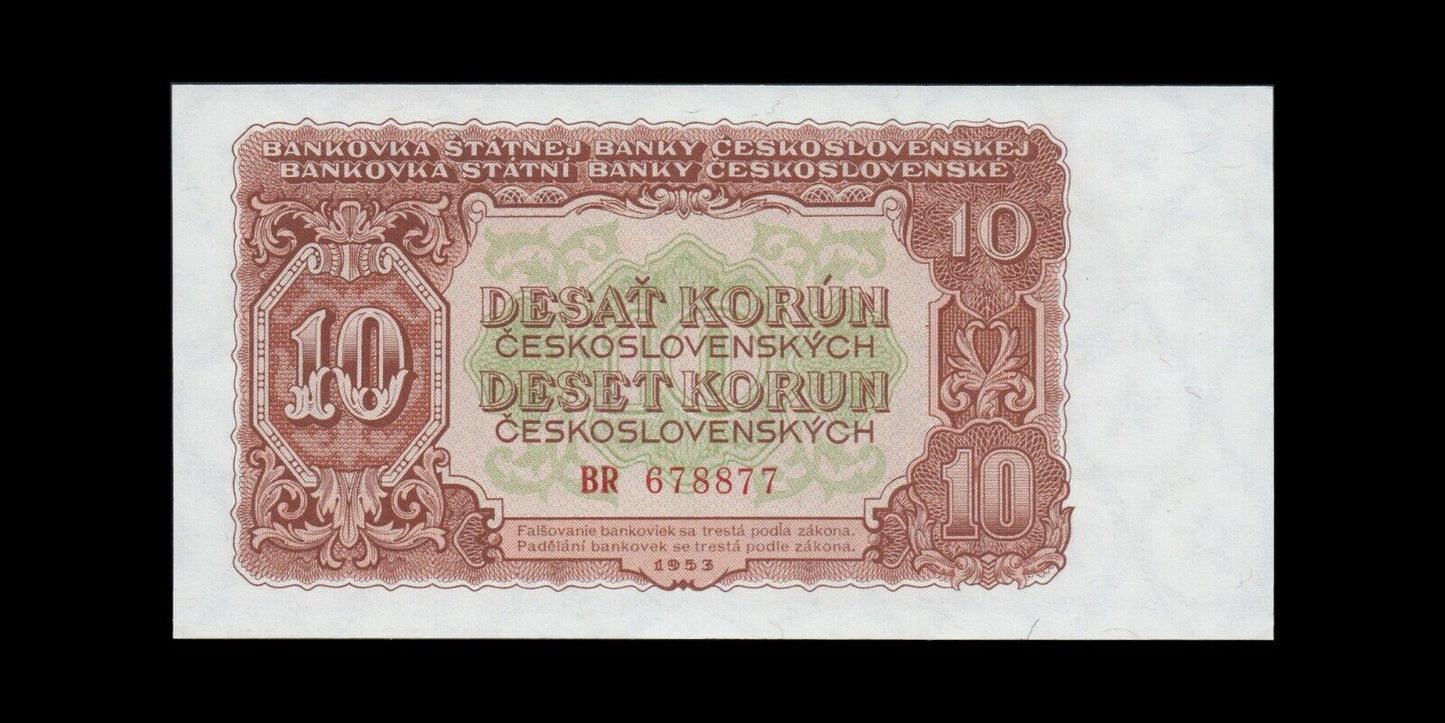 BANKOVKA ŠTÁTNEJ BANKY ČESKOSLOVENSKEJ
BANKOVKA STÁTNÍ BANKY ČESKOSLOVENSKÉ
10
10
DESAŤ KORÚN
ČESKOSLOVENSKÝCH
DESET KORUN
ČESKOSLOVENSKÝCH
BR 678877
10
Falšovanie bankoviek sa trestá podľa zákona.
Padělání bankovek se trestá podle zákona.
1953